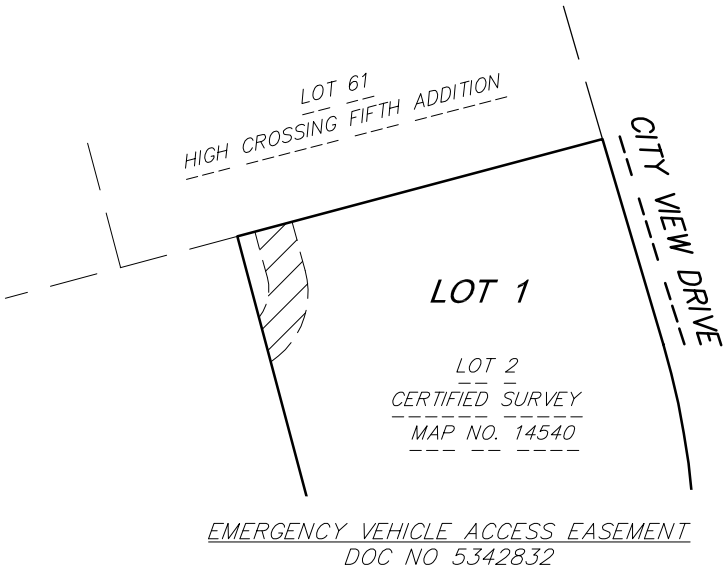 LOT 61
HIGH CROSSING FIFTH ADDITION
CITY VIEW DRIVE
LOT 1
LOT 2
CERTIFIED SURVEY
MAP NO. 14540
EMERGENCY VEHICLE ACCESS EASEMENT
DOC NO 5342832